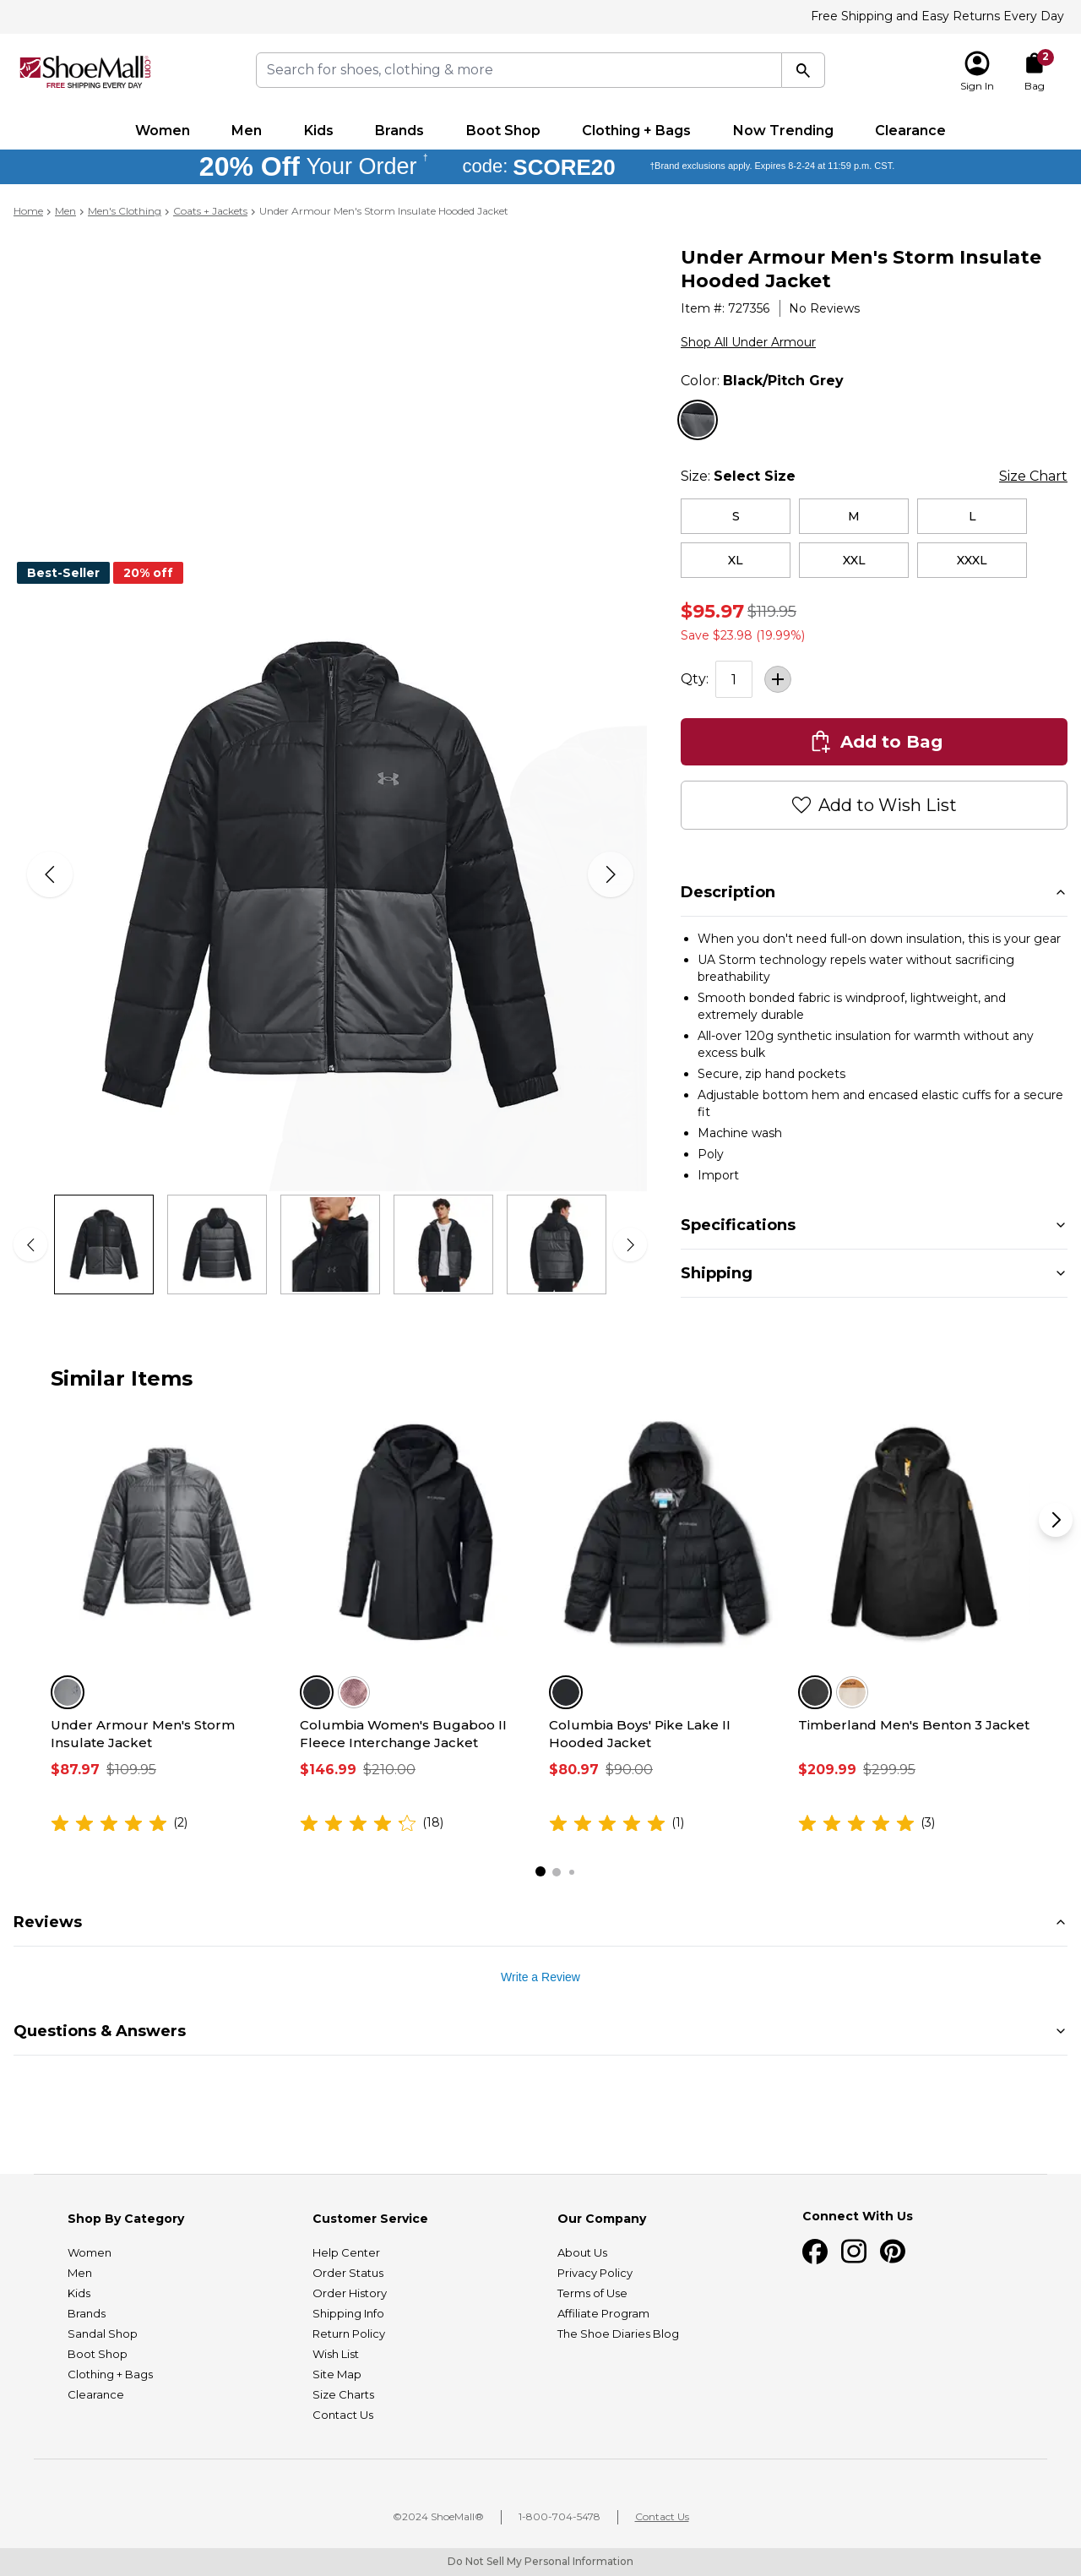 Free Shipping and Easy Returns Every Day
ShoeMall.com
FREE SHIPPING EVERY DAY
Search for shoes, clothing & more
Sign In
2
Bag
Women
Men
Kids
Brands
Boot Shop
Clothing + Bags
Now Trending
Clearance
20% Off Your Order † code: SCORE20 †Brand exclusions apply. Expires 8-2-24 at 11:59 p.m. CST.
Home > Men > Men's Clothing > Coats + Jackets > Under Armour Men's Storm Insulate Hooded Jacket
Best-Seller
20% off
Under Armour Men's Storm Insulate
Hooded Jacket
Item #: 727356 | No Reviews
Shop All Under Armour
Color: Black/Pitch Grey
Size: Select Size
Size Chart
S
M
L
XL
XXL
XXXL
$95.97 $119.95
Save $23.98 (19.99%)
Qty: 1
Add to Bag
Add to Wish List
Description
When you don't need full-on down insulation, this is your gear
UA Storm technology repels water without sacrificing
breathability
Smooth bonded fabric is windproof, lightweight, and
extremely durable
All-over 120g synthetic insulation for warmth without any
excess bulk
Secure, zip hand pockets
Adjustable bottom hem and encased elastic cuffs for a secure
fit
Machine wash
Poly
Import
Specifications
Shipping
Similar Items
Under Armour Men's Storm
Insulate Jacket
$87.97 $109.95
(2)
Columbia Women's Bugaboo II
Fleece Interchange Jacket
$146.99 $210.00
(18)
Columbia Boys' Pike Lake II
Hooded Jacket
$80.97 $90.00
(1)
Timberland Men's Benton 3 Jacket
$209.99 $299.95
(3)
Reviews
Write a Review
Questions & Answers
Shop By Category
Women
Men
Kids
Brands
Sandal Shop
Boot Shop
Clothing + Bags
Clearance
Customer Service
Help Center
Order Status
Order History
Shipping Info
Return Policy
Wish List
Site Map
Size Charts
Contact Us
Our Company
About Us
Privacy Policy
Terms of Use
Affiliate Program
The Shoe Diaries Blog
Connect With Us
©2024 ShoeMall® | 1-800-704-5478 | Contact Us
Do Not Sell My Personal Information